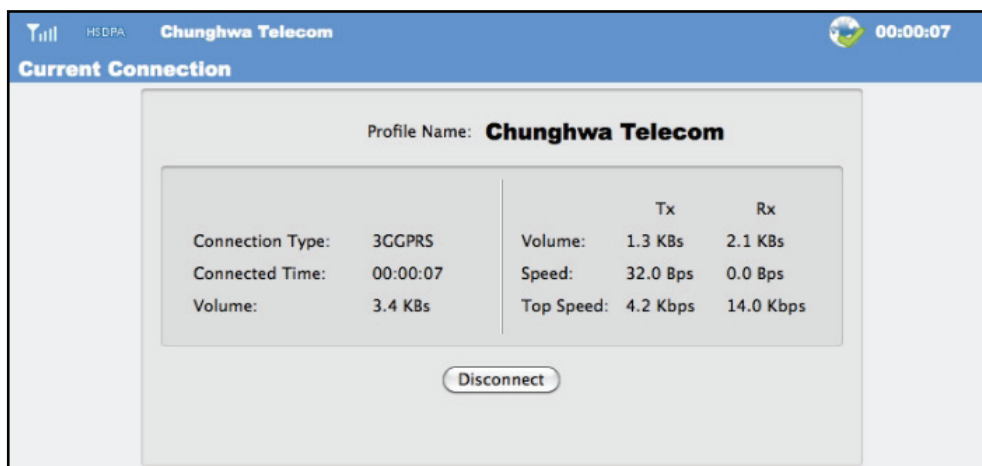 HSDPA Chunghwa Telecom 00:00:07
Current Connection
Profile Name: Chunghwa Telecom
Tx Rx
Connection Type: 3GGPRS Volume: 1.3 KBs 2.1 KBs
Connected Time: 00:00:07 Speed: 32.0 Bps 0.0 Bps
Volume: 3.4 KBs Top Speed: 4.2 Kbps 14.0 Kbps
Disconnect